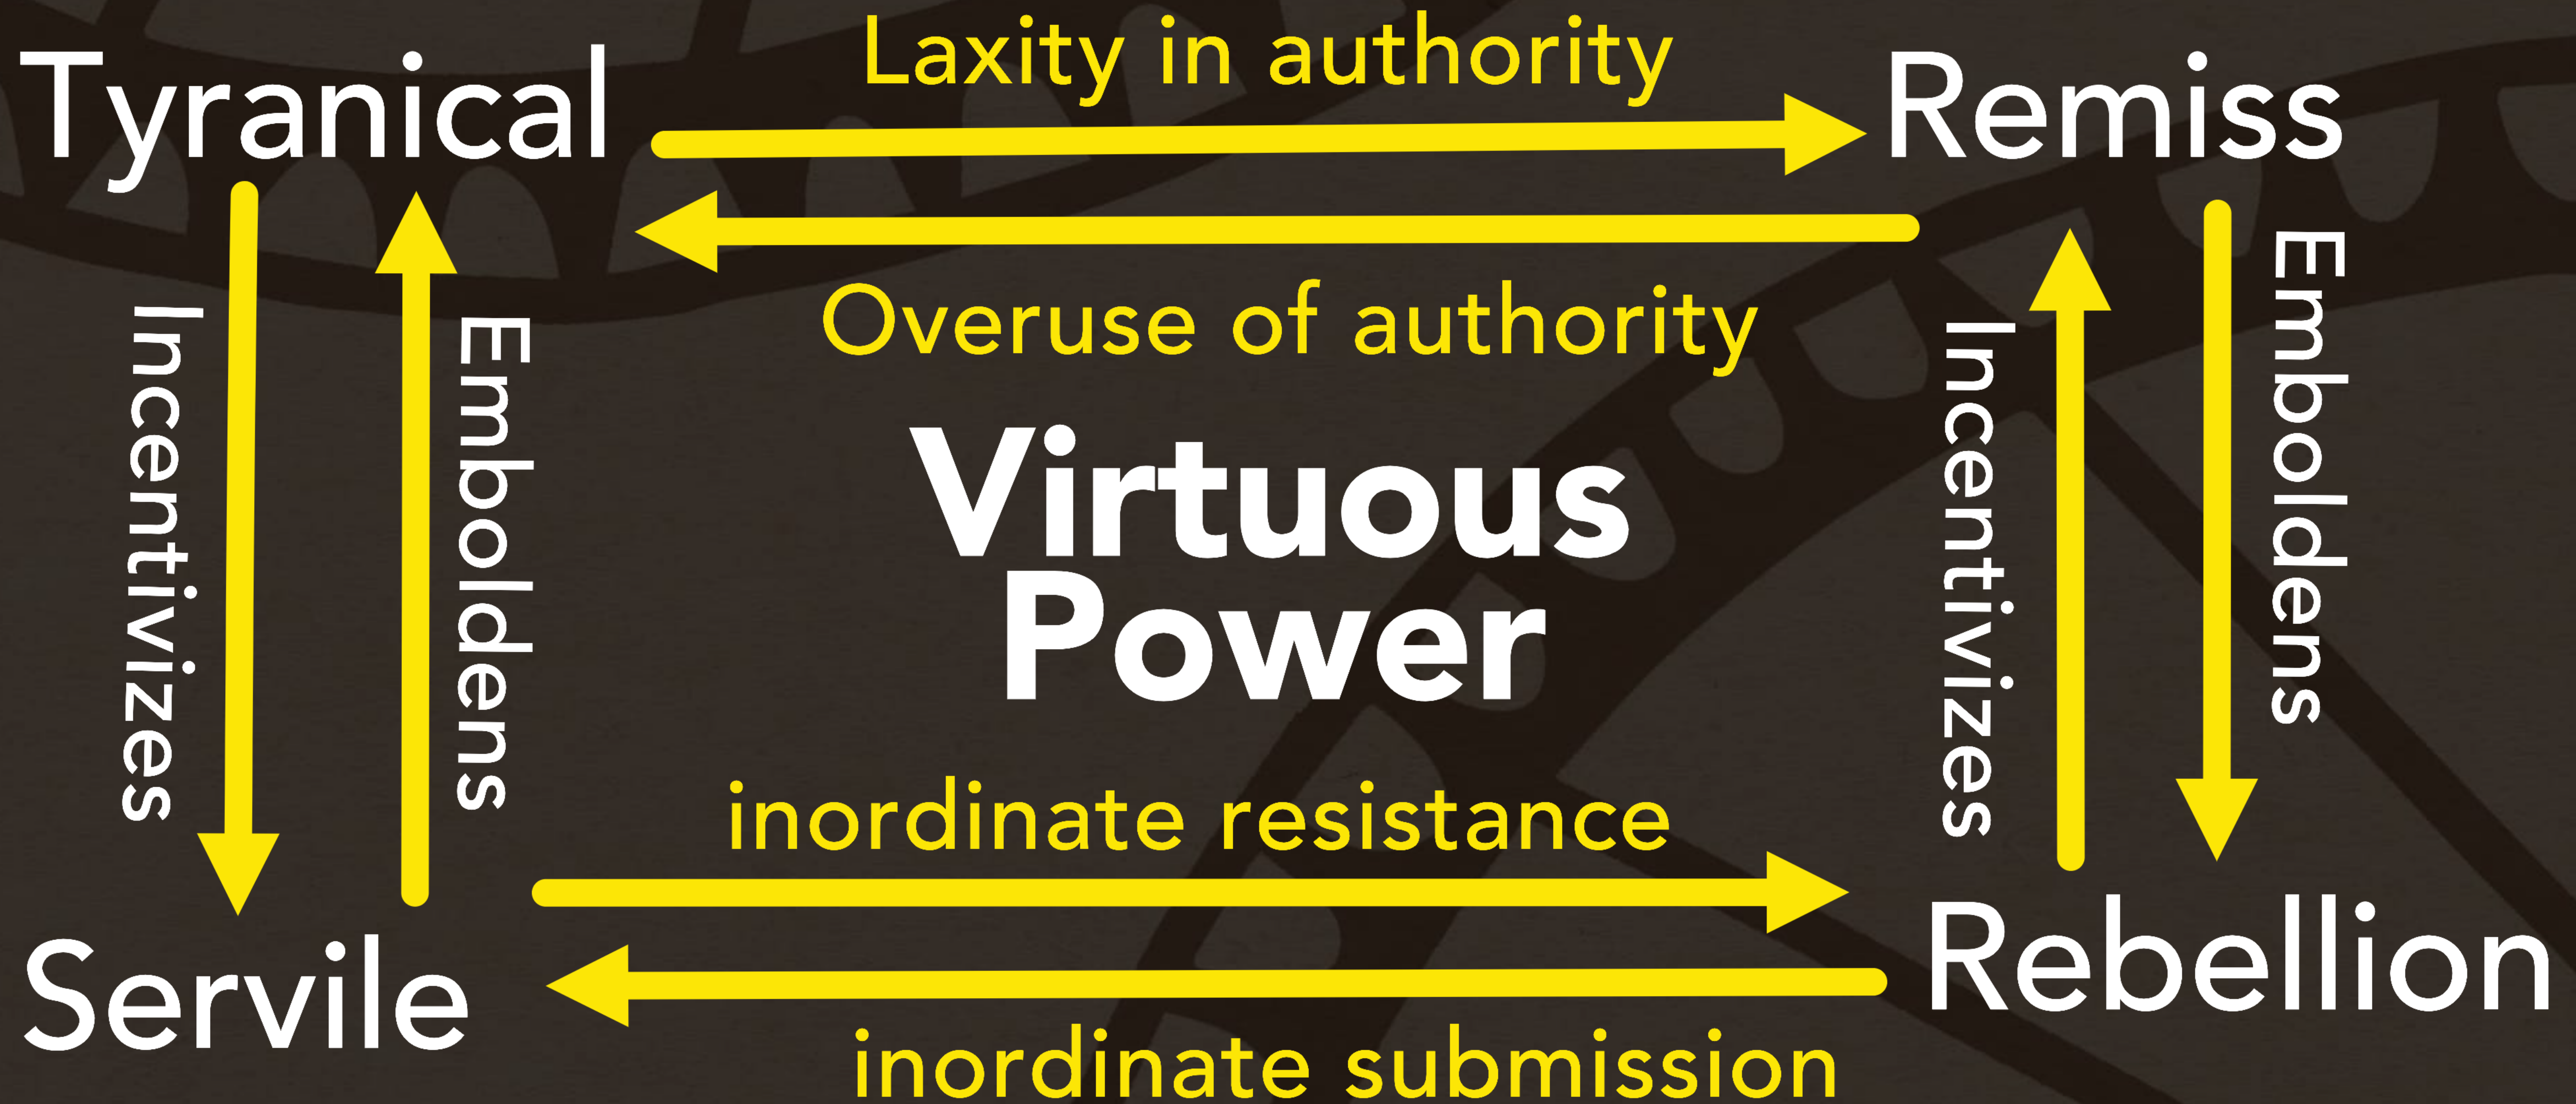 Laxity in authority
Tyranical
Remiss
Overuse of authority
Incentivizes
Emboldens
Virtuous
Power
Incentivizes
Emboldens
inordinate resistance
Servile
Rebellion
inordinate submission